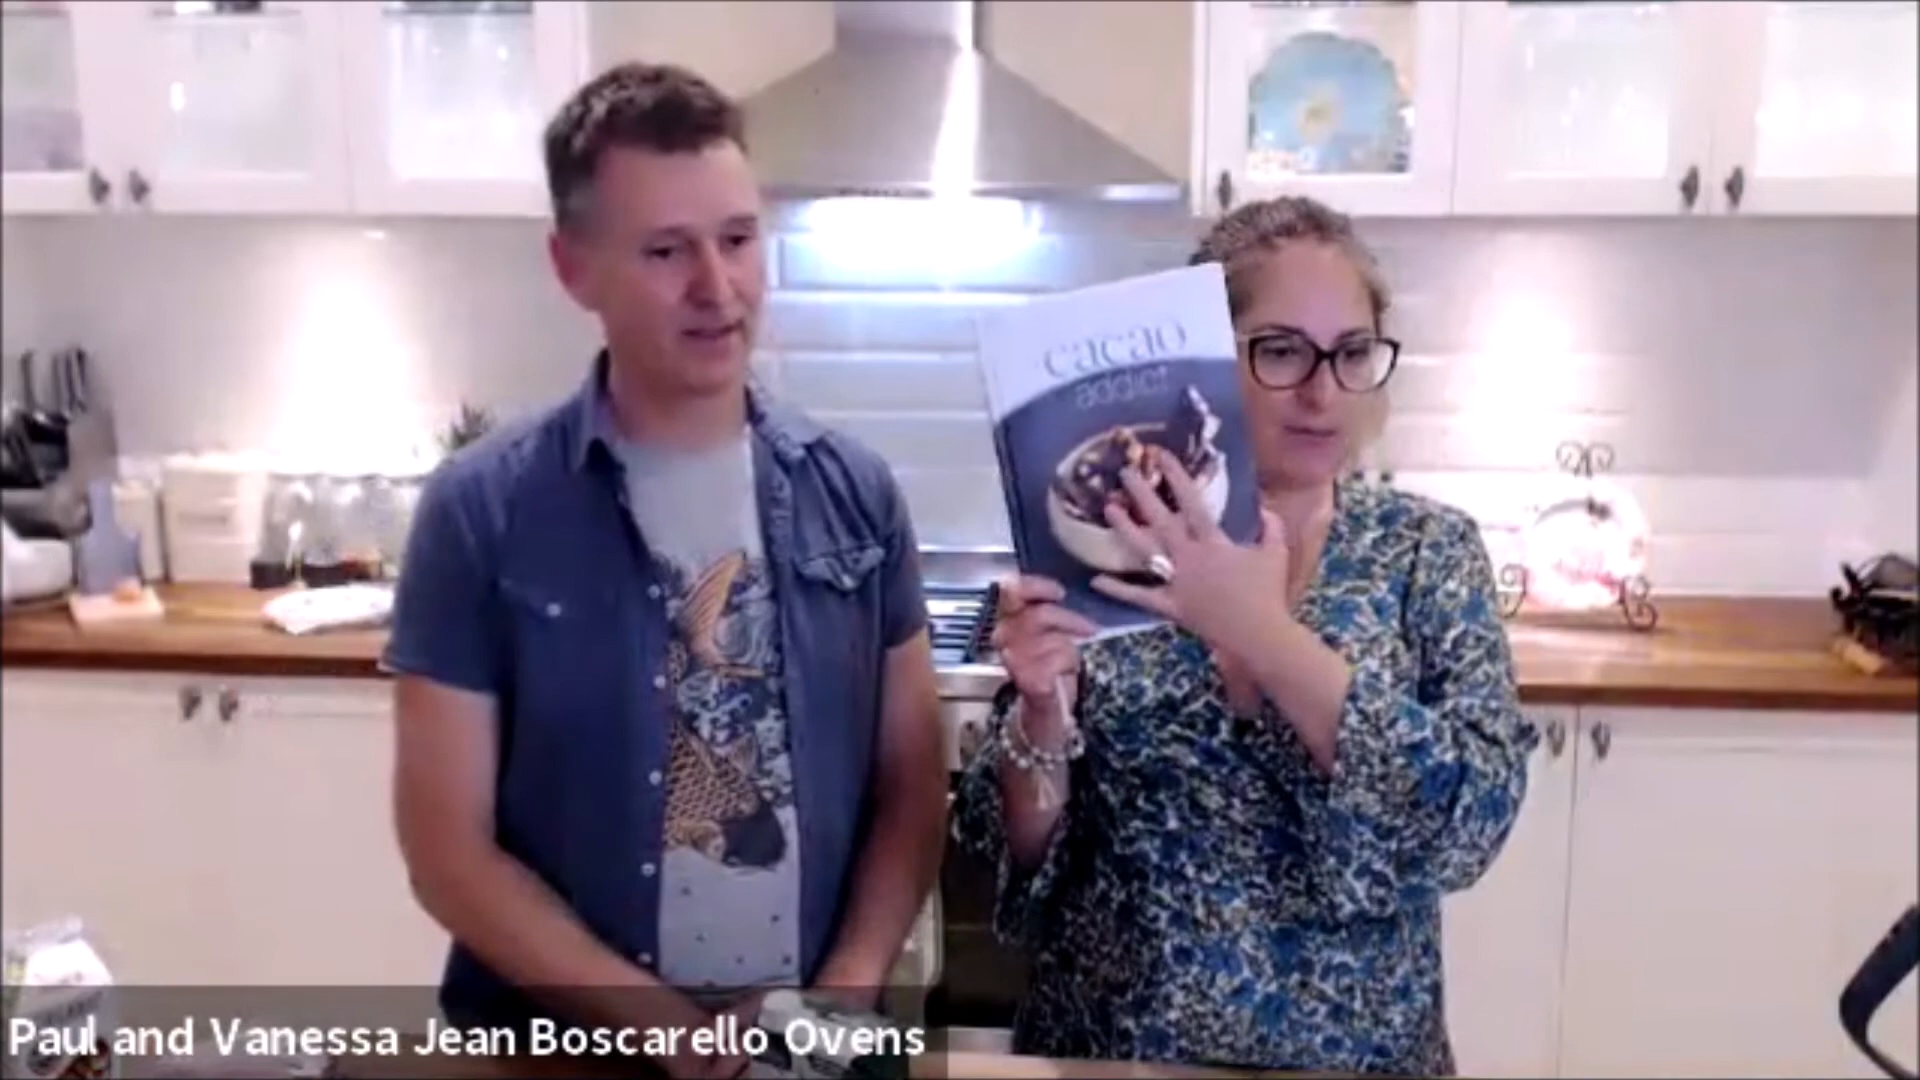 cacao
addict
Paul and Vanessa Jean Boscarello Ovens